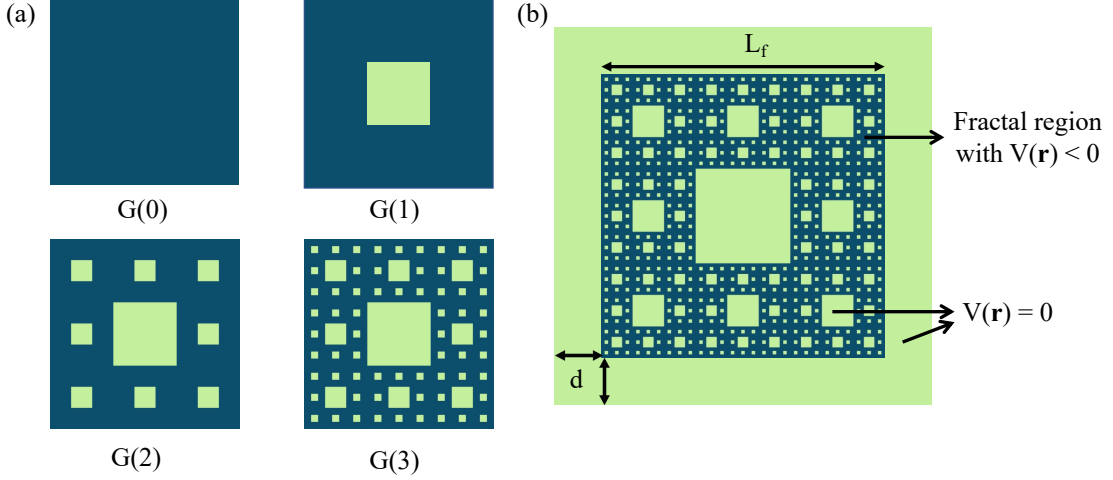 (a)
G(0)
G(1)
G(2)
G(3)
(b)
L_f
Fractal region
with V(r) < 0
V(r) = 0
d